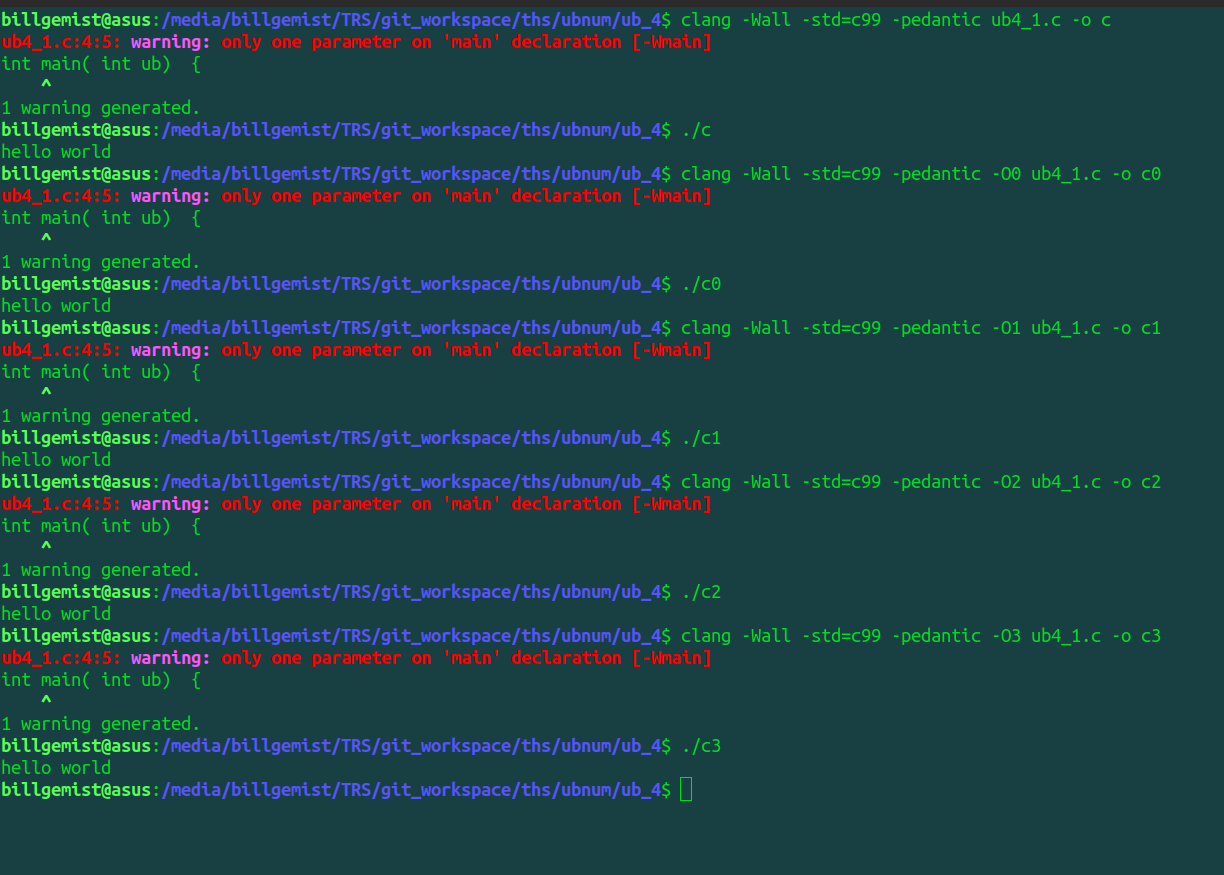 billgemist@asus:/media/billgemist/TRS/git_workspace/ths/ubnum/ub_4$ clang -Wall -std=c99 -pedantic ub4_1.c -o c
ub4_1.c:4:5: warning: only one parameter on 'main' declaration [-Wmain]
int main( int ub)  {
    ^
1 warning generated.
billgemist@asus:/media/billgemist/TRS/git_workspace/ths/ubnum/ub_4$ ./c
hello world
billgemist@asus:/media/billgemist/TRS/git_workspace/ths/ubnum/ub_4$ clang -Wall -std=c99 -pedantic -O0 ub4_1.c -o c0
ub4_1.c:4:5: warning: only one parameter on 'main' declaration [-Wmain]
int main( int ub)  {
    ^
1 warning generated.
billgemist@asus:/media/billgemist/TRS/git_workspace/ths/ubnum/ub_4$ ./c0
hello world
billgemist@asus:/media/billgemist/TRS/git_workspace/ths/ubnum/ub_4$ clang -Wall -std=c99 -pedantic -O1 ub4_1.c -o c1
ub4_1.c:4:5: warning: only one parameter on 'main' declaration [-Wmain]
int main( int ub)  {
    ^
1 warning generated.
billgemist@asus:/media/billgemist/TRS/git_workspace/ths/ubnum/ub_4$ ./c1
hello world
billgemist@asus:/media/billgemist/TRS/git_workspace/ths/ubnum/ub_4$ clang -Wall -std=c99 -pedantic -O2 ub4_1.c -o c2
ub4_1.c:4:5: warning: only one parameter on 'main' declaration [-Wmain]
int main( int ub)  {
    ^
1 warning generated.
billgemist@asus:/media/billgemist/TRS/git_workspace/ths/ubnum/ub_4$ ./c2
hello world
billgemist@asus:/media/billgemist/TRS/git_workspace/ths/ubnum/ub_4$ clang -Wall -std=c99 -pedantic -O3 ub4_1.c -o c3
ub4_1.c:4:5: warning: only one parameter on 'main' declaration [-Wmain]
int main( int ub)  {
    ^
1 warning generated.
billgemist@asus:/media/billgemist/TRS/git_workspace/ths/ubnum/ub_4$ ./c3
hello world
billgemist@asus:/media/billgemist/TRS/git_workspace/ths/ubnum/ub_4$